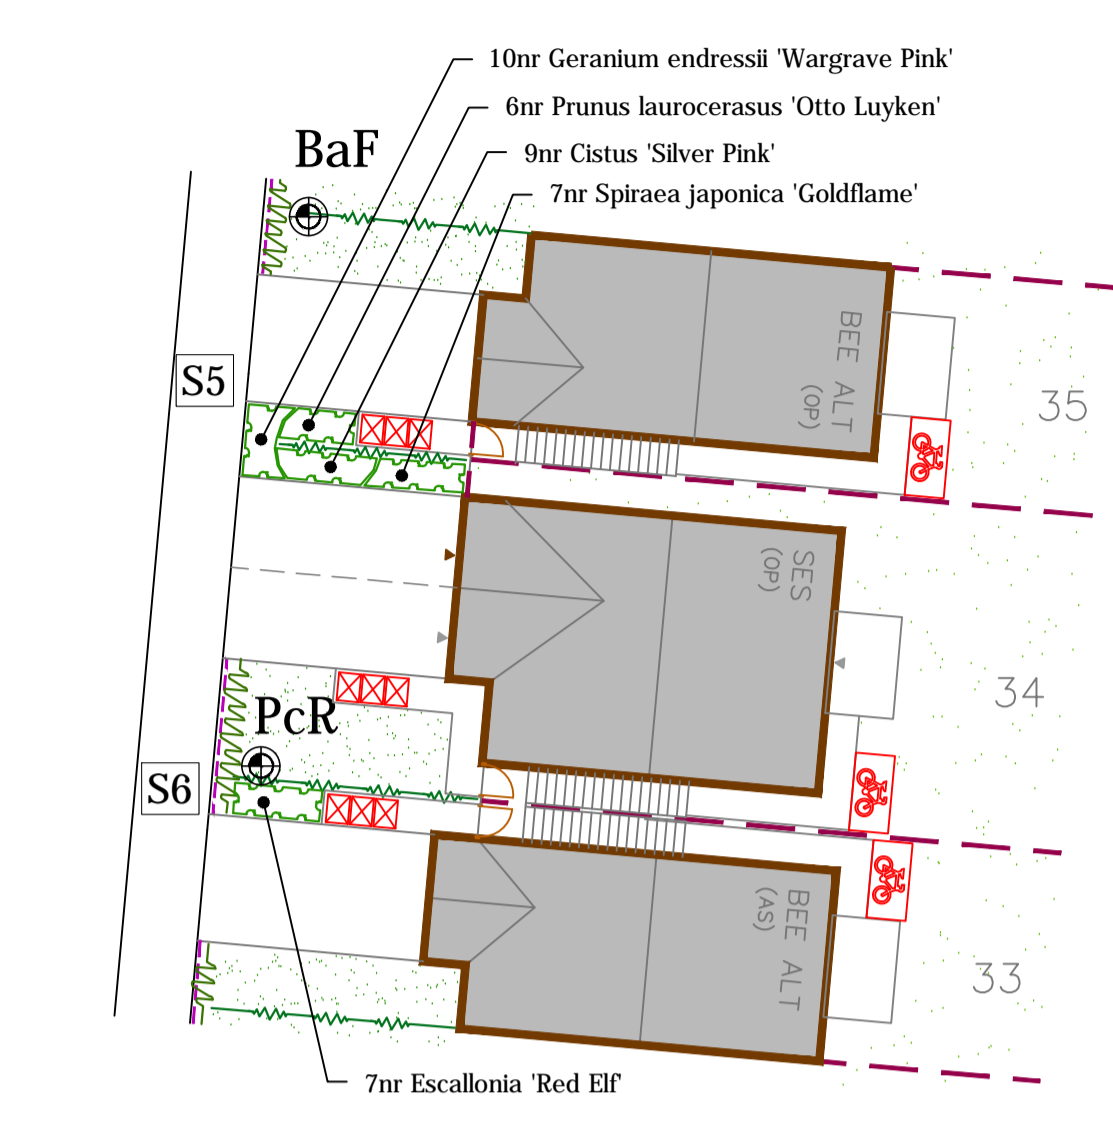 10nr Geranium endressii 'Wargrave Pink'
6nr Prunus laurocerasus 'Otto Luyken'
9nr Cistus 'Silver Pink'
7nr Spiraea japonica 'Goldflame'
BaF
BEE ALT
(OP)
35
S5
SES
(OP)
34
PcR
S6
BEE ALT
(AS)
33
7nr Escallonia 'Red Elf'